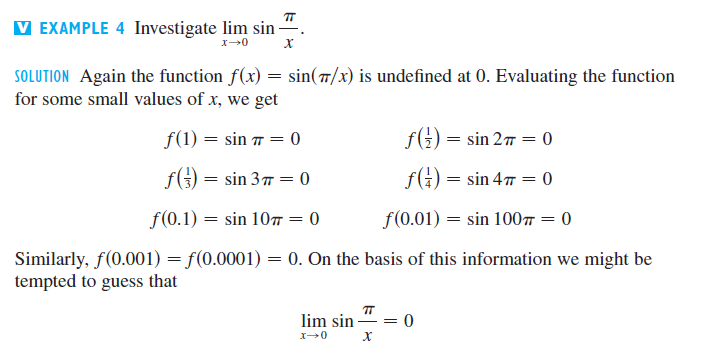 V EXAMPLE 4 Investigate lim x→0 sin π/x.
SOLUTION Again the function f(x) = sin(π/x) is undefined at 0. Evaluating the function
for some small values of x, we get
f(1) = sin π = 0 f(1/2) = sin 2π = 0
f(1/3) = sin 3π = 0 f(1/4) = sin 4π = 0
f(0.1) = sin 10π = 0 f(0.01) = sin 100π = 0
Similarly, f(0.001) = f(0.0001) = 0. On the basis of this information we might be
tempted to guess that
lim x→0 sin π/x = 0